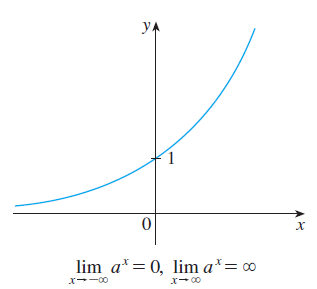 y
1
0
x
lim a^x = 0, lim a^x = ∞
x→−∞ x→∞